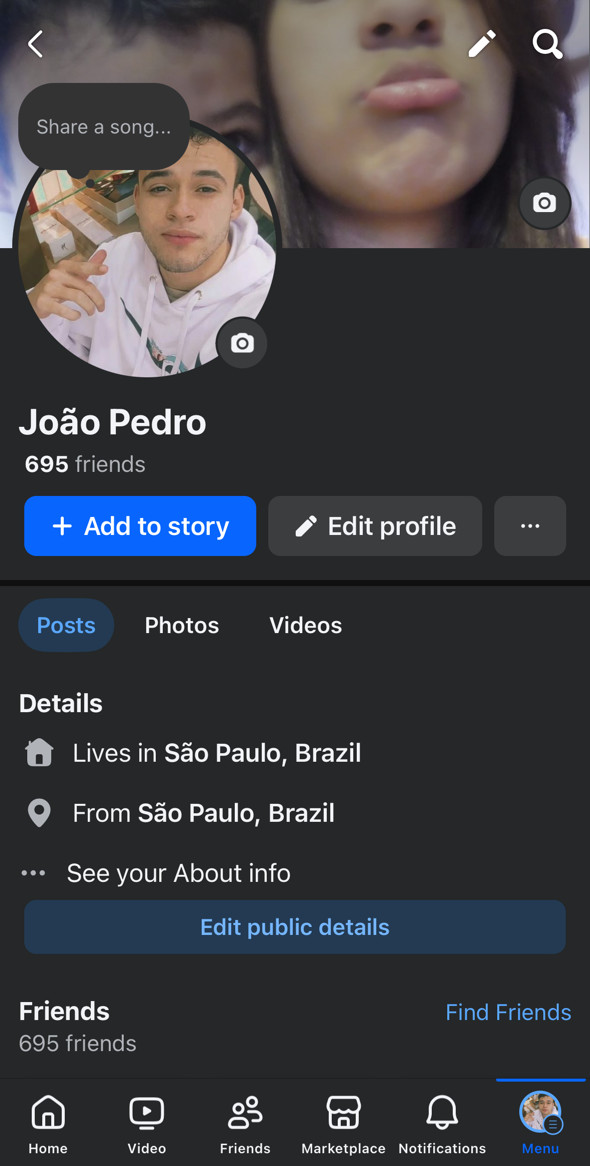 Share a song...
João Pedro
695 friends
+ Add to story
Edit profile
Posts
Photos
Videos
Details
Lives in São Paulo, Brazil
From São Paulo, Brazil
See your About info
Edit public details
Friends
Find Friends
695 friends
Home
Video
Friends
Marketplace
Notifications
Menu